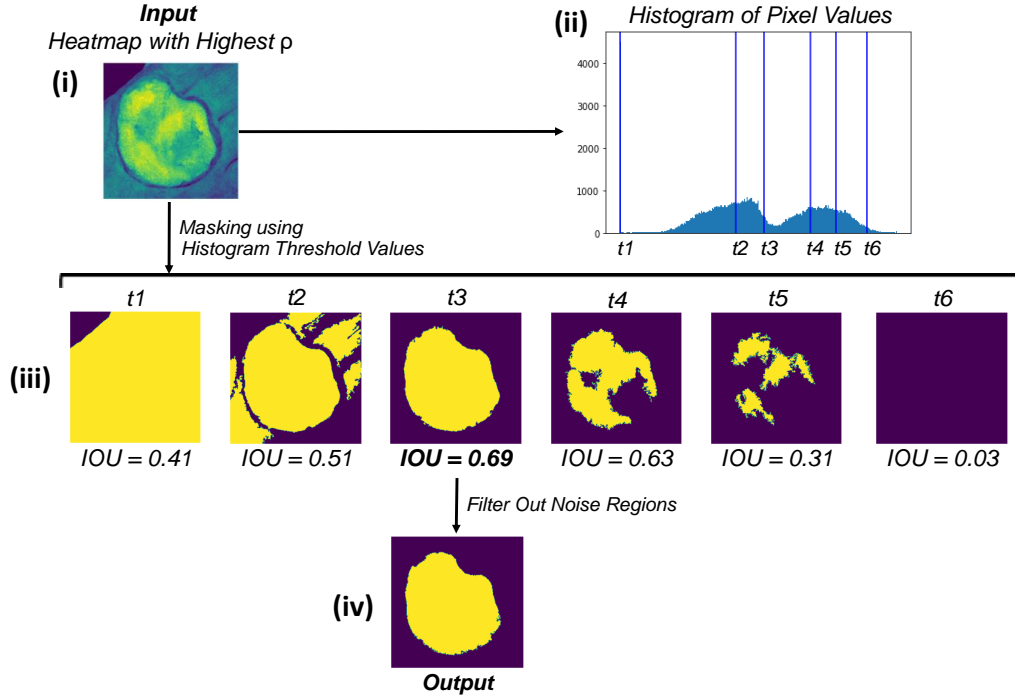 Input
Heatmap with Highest ρ
(i)
(ii)
Histogram of Pixel Values
4000
3000
2000
1000
0
t1 t2 t3 t4 t5 t6
Masking using
Histogram Threshold Values
t1 t2 t3 t4 t5 t6
(iii)
IOU = 0.41 IOU = 0.51 IOU = 0.69 IOU = 0.63 IOU = 0.31 IOU = 0.03
Filter Out Noise Regions
(iv)
Output